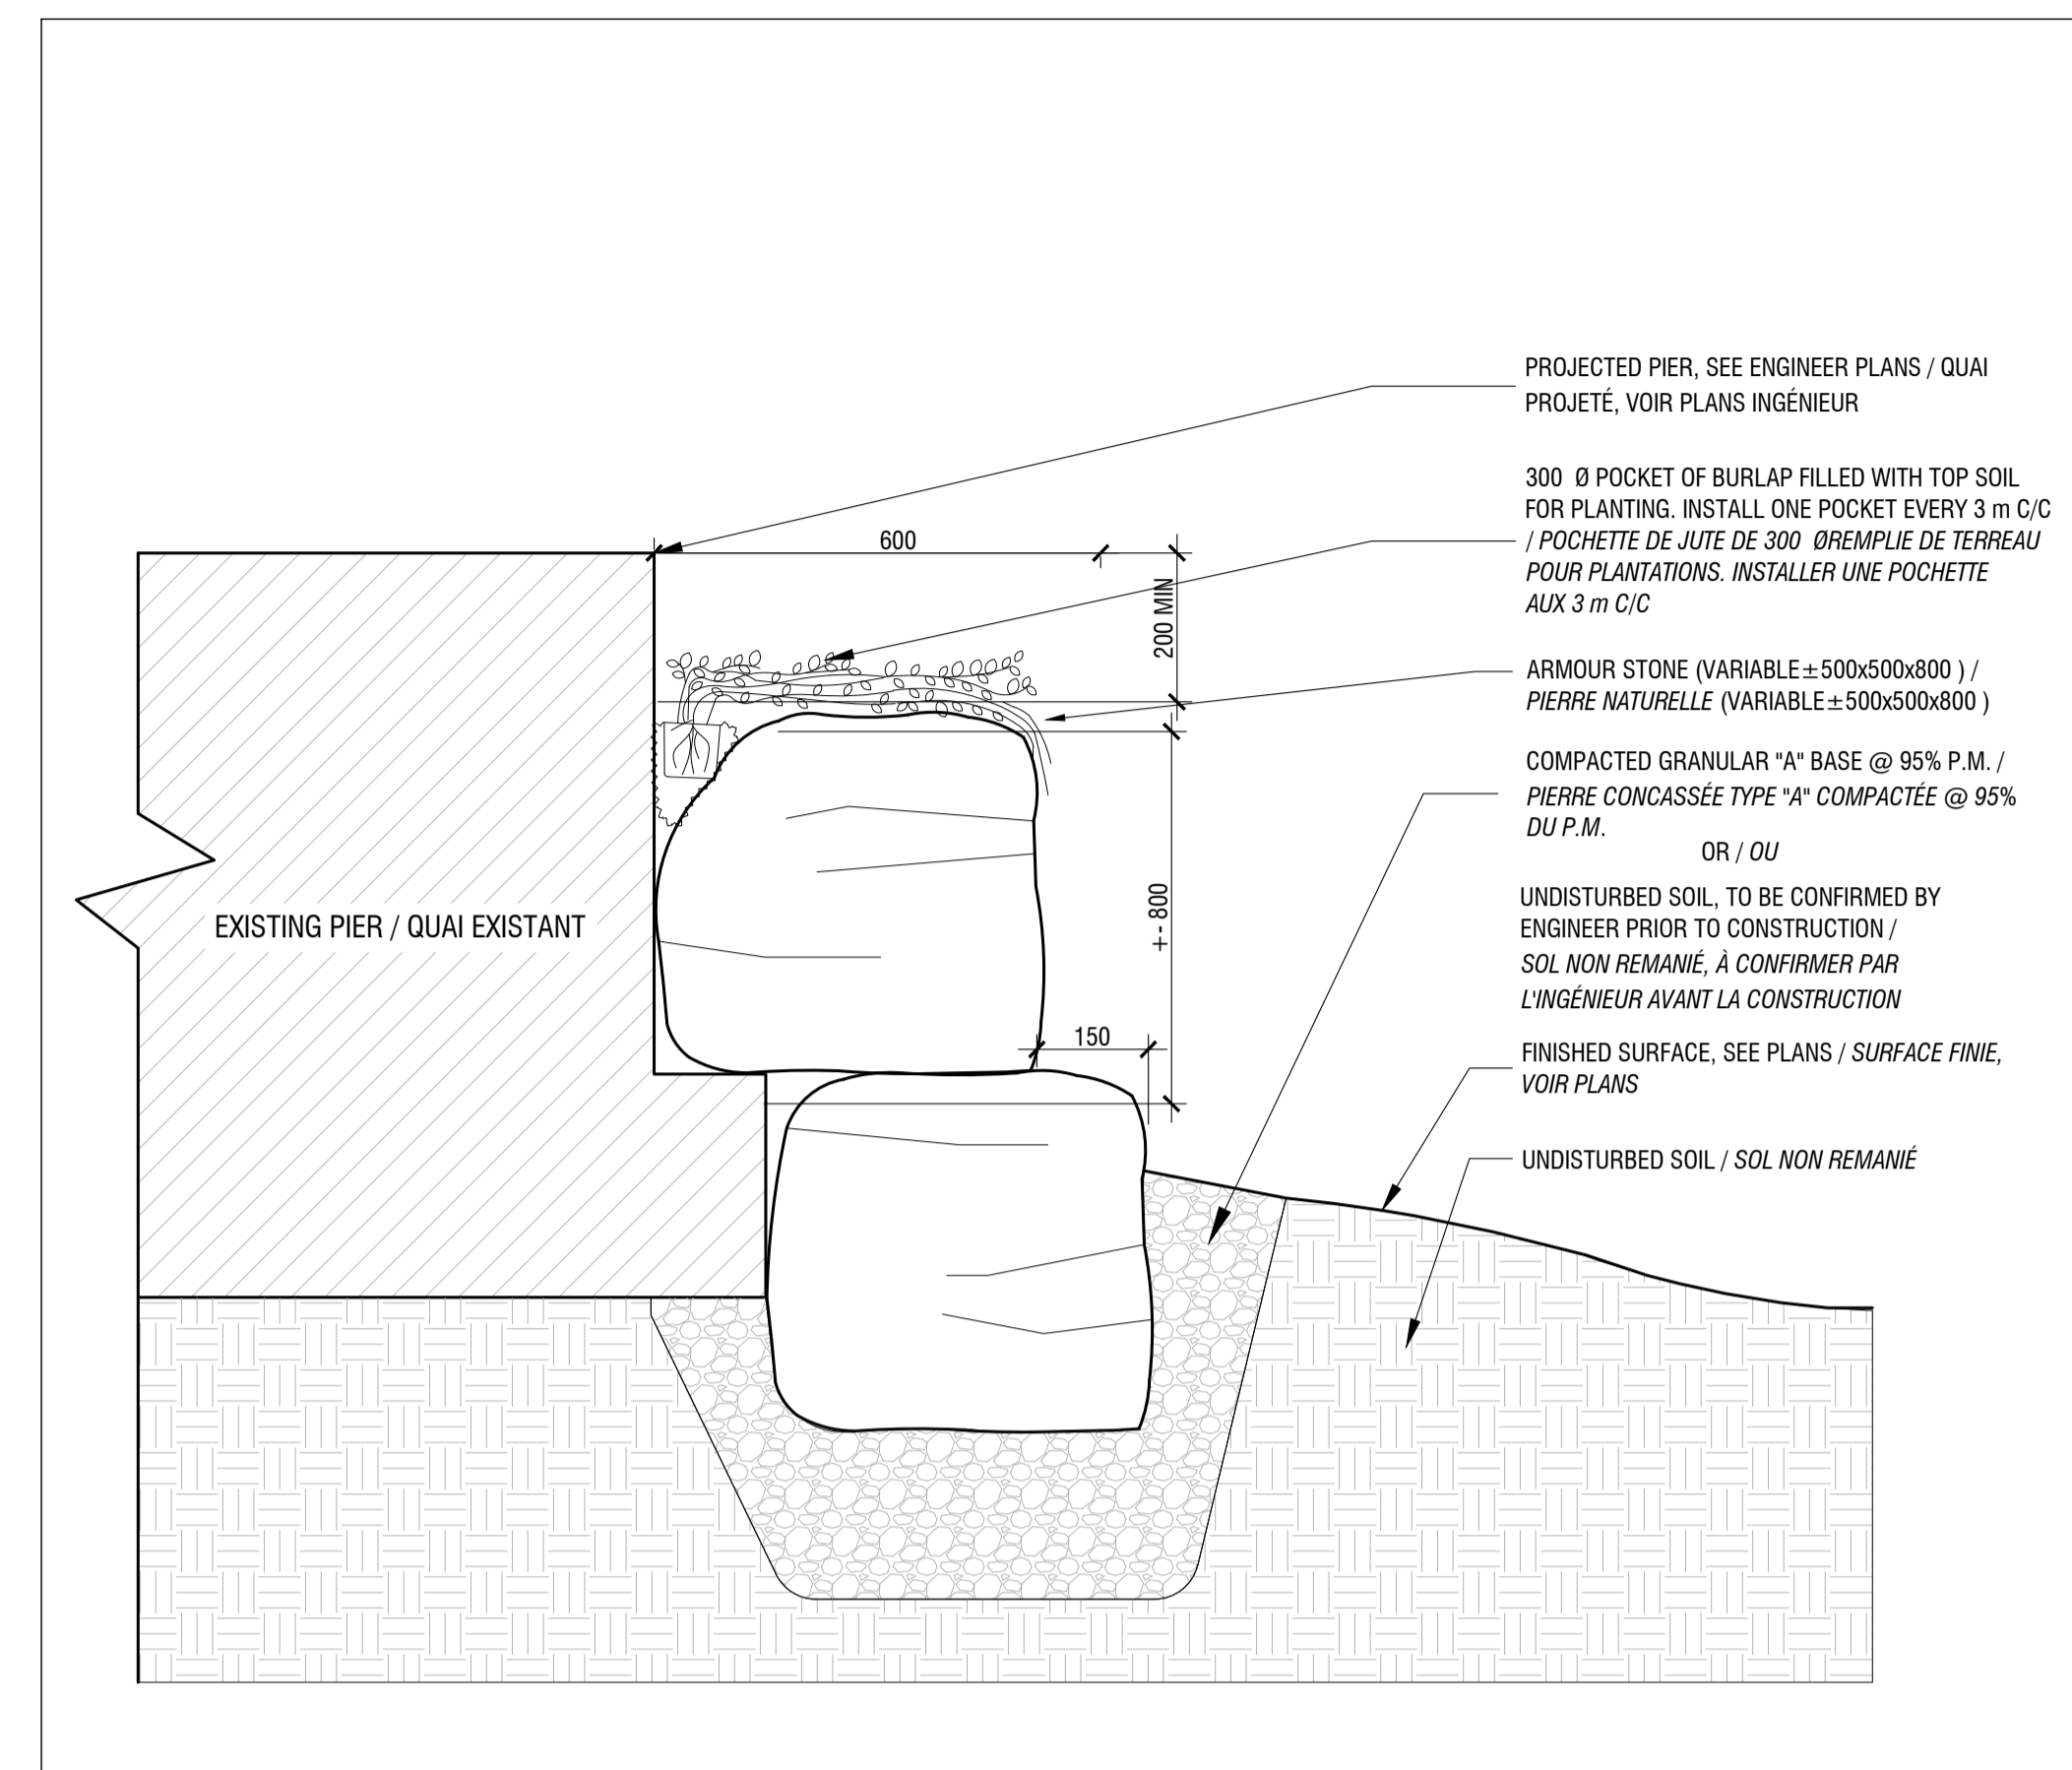 PROJECTED PIER, SEE ENGINEER PLANS / QUAI
PROJETÉ, VOIR PLANS INGÉNIEUR
300 Ø POCKET OF BURLAP FILLED WITH TOP SOIL
FOR PLANTING. INSTALL ONE POCKET EVERY 3 m C/C
/ POCHETTE DE JUTE DE 300 ØREMPLIE DE TERREAU
POUR PLANTATIONS. INSTALLER UNE POCHETTE
AUX 3 m C/C
600
200 MIN
ARMOUR STONE (VARIABLE±500x500x800 ) /
PIERRE NATURELLE (VARIABLE±500x500x800 )
COMPACTED GRANULAR "A" BASE @ 95% P.M. /
PIERRE CONCASSÉE TYPE "A" COMPACTÉE @ 95%
DU P.M.
OR / OU
UNDISTURBED SOIL, TO BE CONFIRMED BY
ENGINEER PRIOR TO CONSTRUCTION /
SOL NON REMANIÉ, À CONFIRMER PAR
L'INGÉNIEUR AVANT LA CONSTRUCTION
EXISTING PIER / QUAI EXISTANT
+- 800
150
FINISHED SURFACE, SEE PLANS / SURFACE FINIE,
VOIR PLANS
UNDISTURBED SOIL / SOL NON REMANIÉ